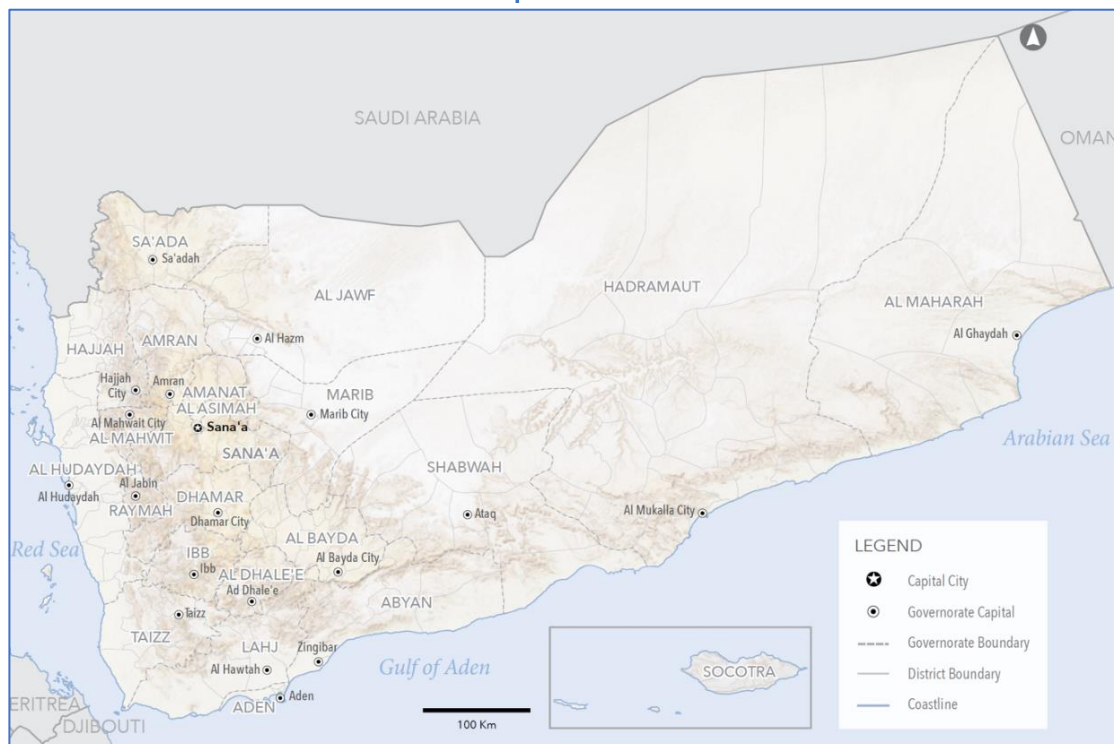 SAUDI ARABIA
OMAN
SA'ADA
Sa'adah
AL JAWF
HADRAMAUT
AL MAHARAH
Al Ghaydah
Al Hazm
HAJJAH
AMRAN
Hajjah
City
Amran
AMANAT
AL ASIMAH
MARIB
Marib City
Al Mahwait City
Sana'a
AL MAHWIT
SANA'A
Arabian Sea
SHABWAH
AL HUDAYDAH
Al Hudaydah
Al Jabin
RAYMAH
DHAMAR
Dhamar City
Ataq
Al Mukalla City
Red Sea
IBB
Ibb
AL BAYDA
Al Bayda City
AL DHALE'E
Ad Dhale'e
ABYAN
Taizz
TAIZZ
LAHJ
Zingibar
Al Hawtah
Gulf of Aden
ADEN
Aden
SOCOTRA
ERITREA
DJIBOUTI
100 Km
LEGEND
Capital City
Governorate Capital
Governorate Boundary
District Boundary
Coastline